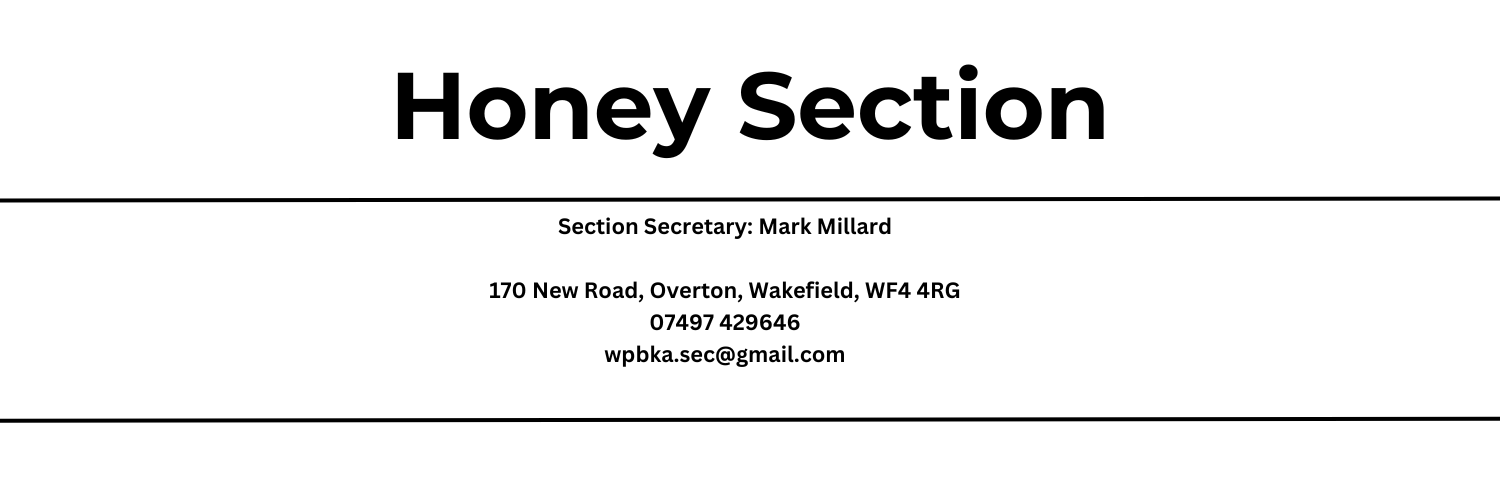 Honey Section
Section Secretary: Mark Millard
170 New Road, Overton, Wakefield, WF4 4RG
07497 429646
wpbka.sec@gmail.com